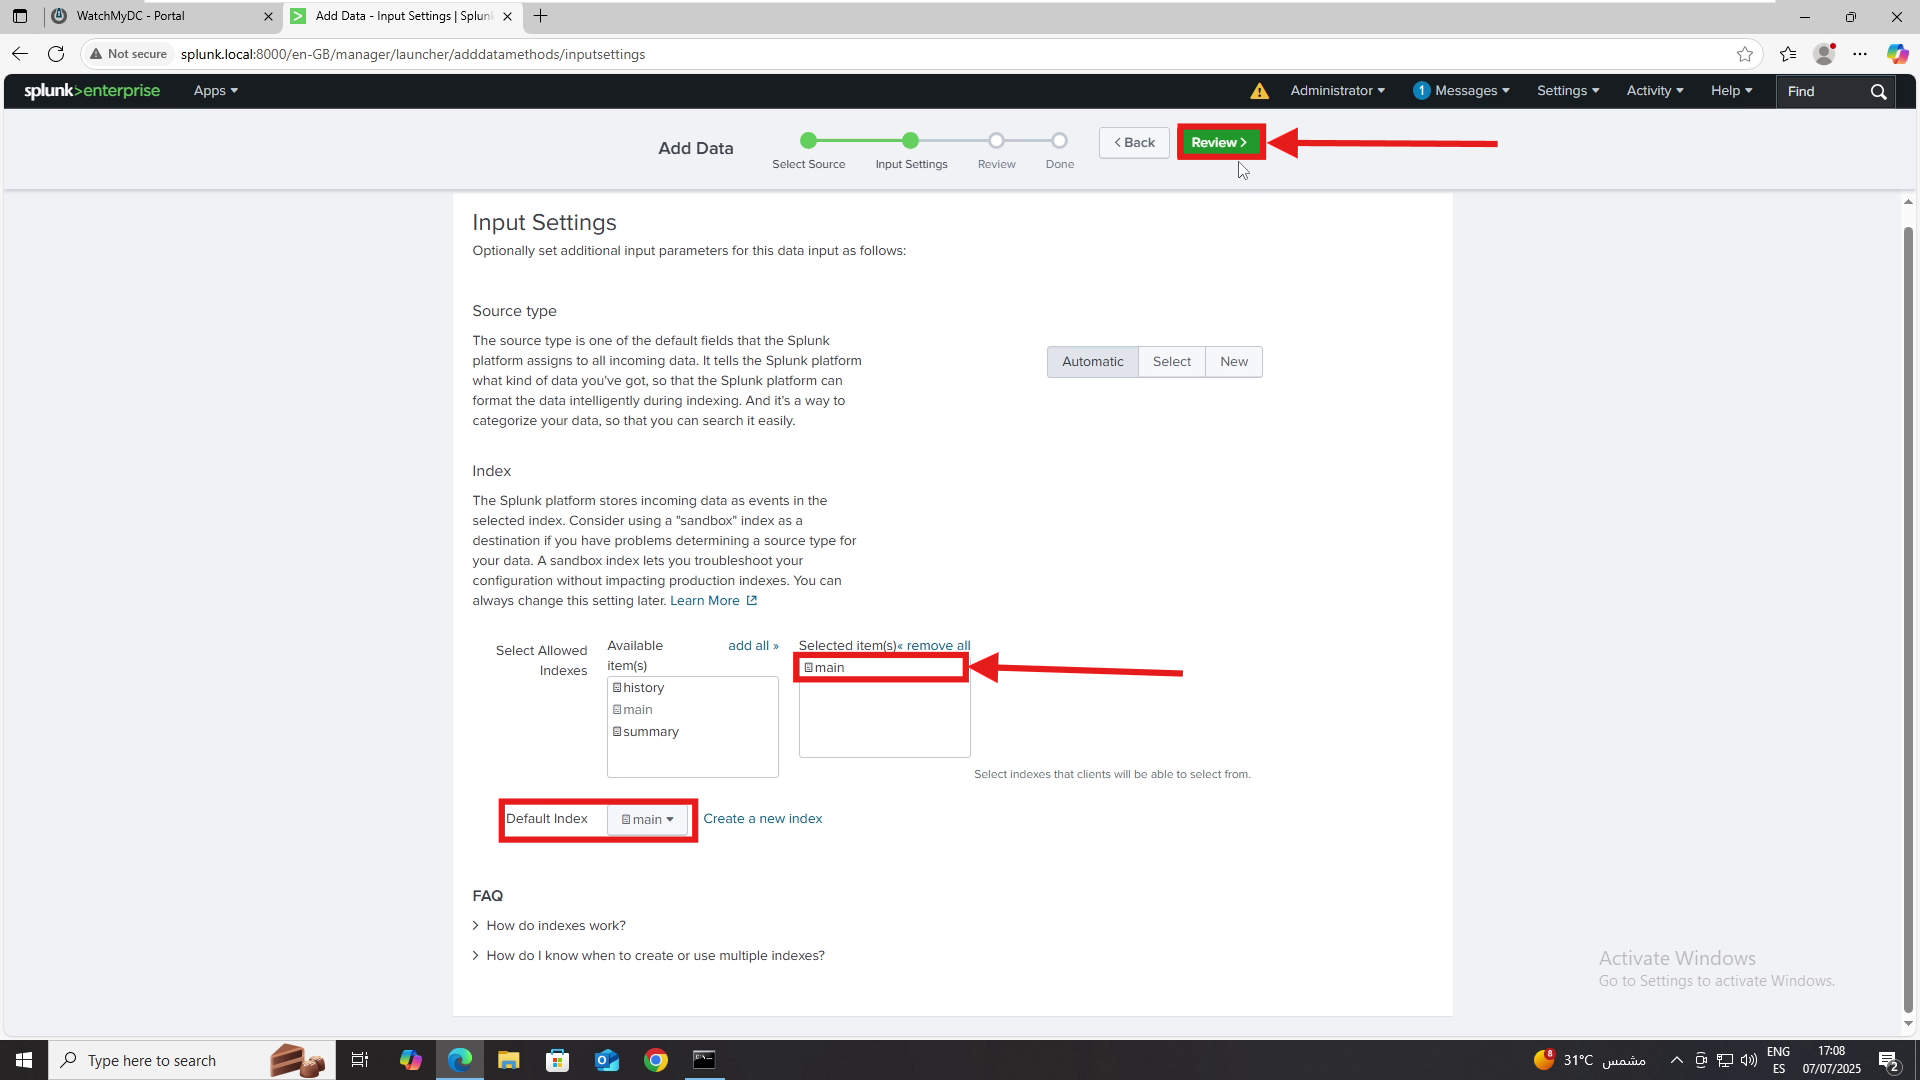 WatchMyDC - Portal
Add Data - Input Settings | Splunk
Not secure
splunk.local:8000/en-GB/manager/launcher/adddatamethods/inputsettings
splunk>enterprise
Apps
Administrator
1 Messages
Settings
Activity
Help
Find
Add Data
Select Source
Input Settings
Review
Done
< Back
Review >
Input Settings
Optionally set additional input parameters for this data input as follows:
Source type
The source type is one of the default fields that the Splunk
platform assigns to all incoming data. It tells the Splunk platform
what kind of data you've got, so that the Splunk platform can
format the data intelligently during indexing. And it's a way to
categorize your data, so that you can search it easily.
Automatic
Select
New
Index
The Splunk platform stores incoming data as events in the
selected index. Consider using a "sandbox" index as a
destination if you have problems determining a source type for
your data. A sandbox index lets you troubleshoot your
configuration without impacting production indexes. You can
always change this setting later. Learn More
Select Allowed
Indexes
Available
item(s)
add all »
history
main
summary
Selected item(s)« remove all
main
Select indexes that clients will be able to select from.
Default Index
main
Create a new index
FAQ
> How do indexes work?
> How do I know when to create or use multiple indexes?
Activate Windows
Go to Settings to activate Windows.
Type here to search
8
31°C مشمس
ENG
ES
17:08
07/07/2025
2